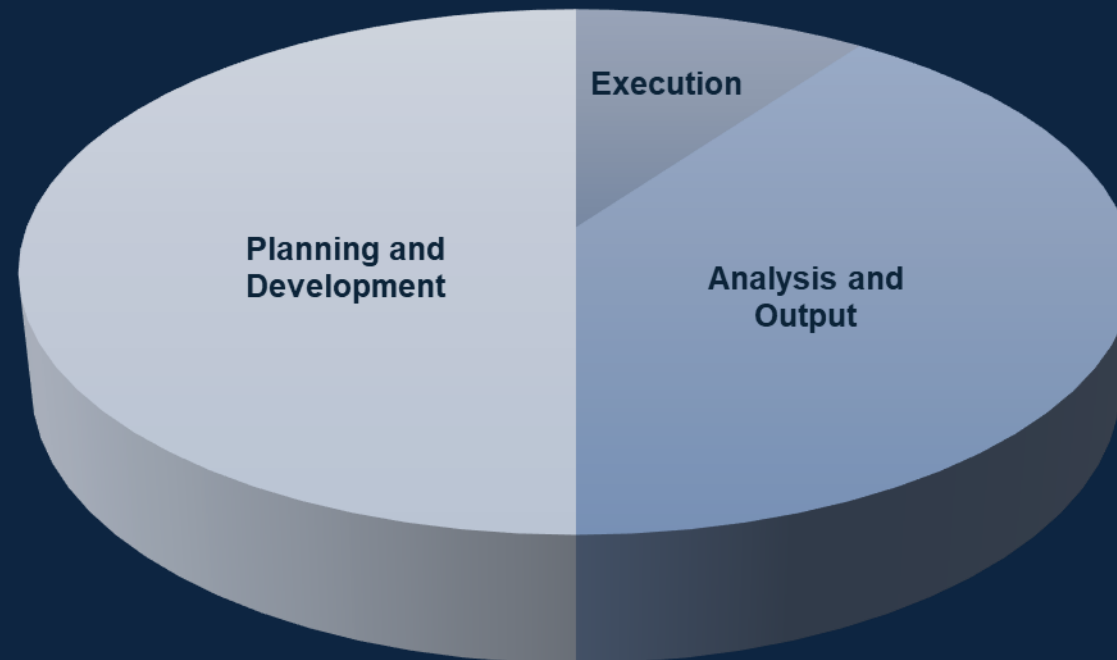 Execution
Planning and
Development
Analysis and
Output